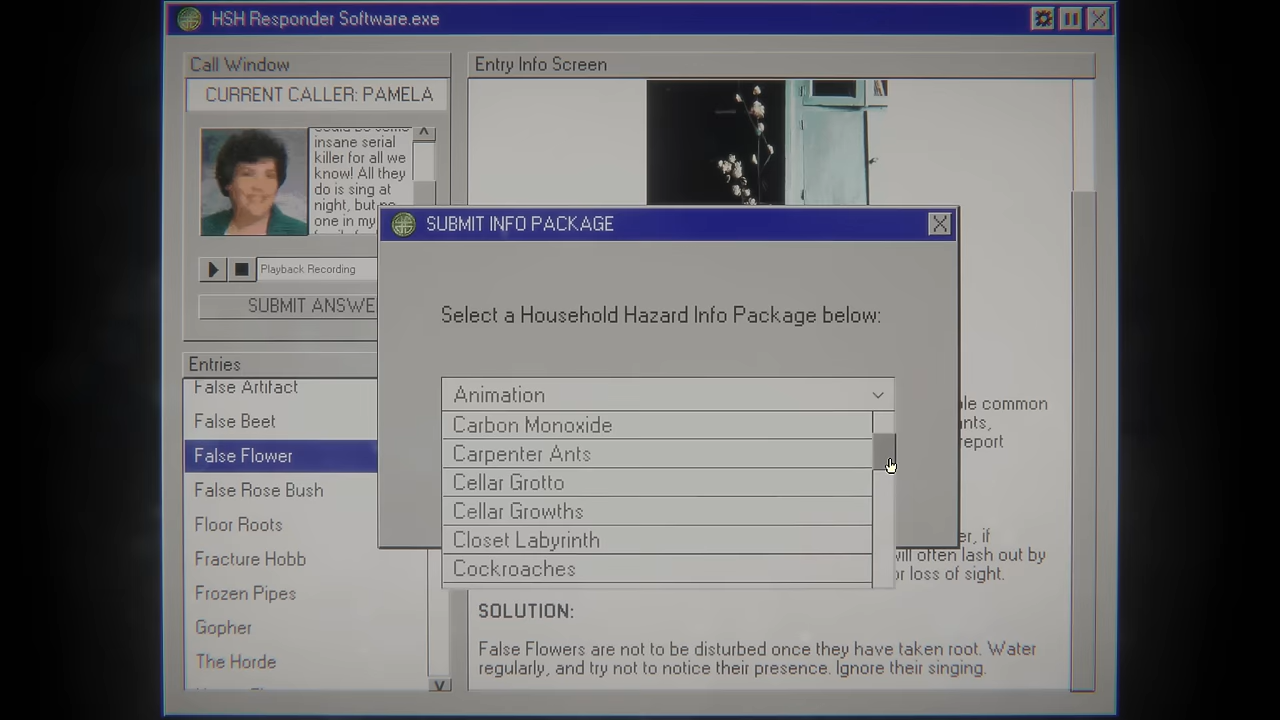 HSH Responder Software.exe
Call Window
CURRENT CALLER: PAMELA
insane serial
killer for all we
know! All they
do is sing at
night, but no
one in my
Playback Recording
SUBMIT ANSWE
Entries
False Artifact
False Beet
False Flower
False Rose Bush
Floor Roots
Fracture Hobb
Frozen Pipes
Gopher
The Horde
Entry Info Screen
SUBMIT INFO PACKAGE
Select a Household Hazard Info Package below:
Animation
Carbon Monoxide
Carpenter Ants
Cellar Grotto
Cellar Growths
Closet Labyrinth
Cockroaches
le common
nts,
report
er, if
will often lash out by
or loss of sight.
SOLUTION:
False Flowers are not to be disturbed once they have taken root. Water
regularly, and try not to notice their presence. Ignore their singing.